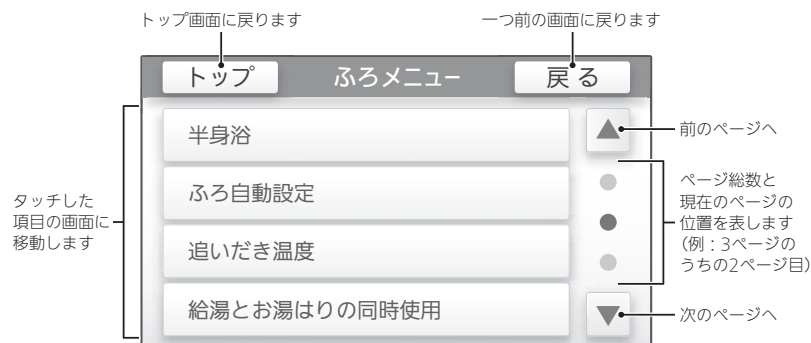 トップ画面に戻ります
一つ前の画面に戻ります
トップ
ふろメニュー
戻る
半身浴
ふろ自動設定
追いだき温度
給湯とお湯はりの同時使用
タッチした
項目の画面に
移動します
前のページへ
ページ総数と
現在のページの
位置を表します
(例：3ページの
うちの2ページ目)
次のページへ